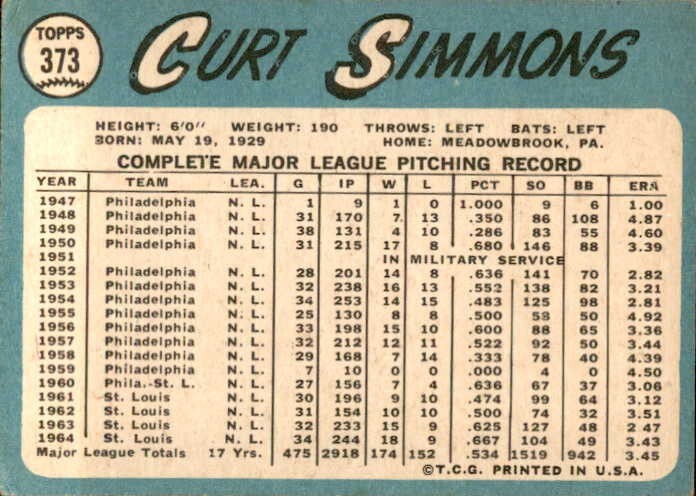 TOPPS
373
CURT SIMMONS
HEIGHT: 6'0" WEIGHT: 190 THROWS: LEFT BATS: LEFT
BORN: MAY 19, 1929 HOME: MEADOWBROOK, PA.
COMPLETE MAJOR LEAGUE PITCHING RECORD
YEAR TEAM LEA. G IP W L PCT SO BB ERA
1947 Philadelphia N. L. 1 9 1 0 1.000 9 6 1.00
1948 Philadelphia N. L. 31 170 7 13 .350 86 108 4.87
1949 Philadelphia N. L. 38 131 4 10 .286 83 55 4.60
1950 Philadelphia N. L. 31 215 17 8 .680 146 88 3.39
1951 IN MILITARY SERVICE
1952 Philadelphia N. L. 28 201 14 8 .636 141 70 2.82
1953 Philadelphia N. L. 32 238 16 13 .552 138 82 3.21
1954 Philadelphia N. L. 34 253 14 15 .483 125 98 2.81
1955 Philadelphia N. L. 25 130 8 8 .500 58 50 4.92
1956 Philadelphia N. L. 33 198 15 10 .600 88 65 3.36
1957 Philadelphia N. L. 32 212 12 11 .522 92 50 3.44
1958 Philadelphia N. L. 29 168 7 14 .333 78 40 4.39
1959 Philadelphia N. L. 7 10 0 0 .000 4 0 4.50
1960 Phila.-St. L. N. L. 27 156 7 4 .636 67 37 3.06
1961 St. Louis N. L. 30 196 9 10 .474 99 64 3.12
1962 St. Louis N. L. 31 154 10 10 .500 74 32 3.51
1963 St. Louis N. L. 32 233 15 9 .625 127 48 2 47
1964 St. Louis N. L. 34 244 18 9 .667 104 49 3.43
Major League Totals 17 Yrs. 475 2918 174 152 .534 1519 942 3.45
©T.C.G. PRINTED IN U.S.A.